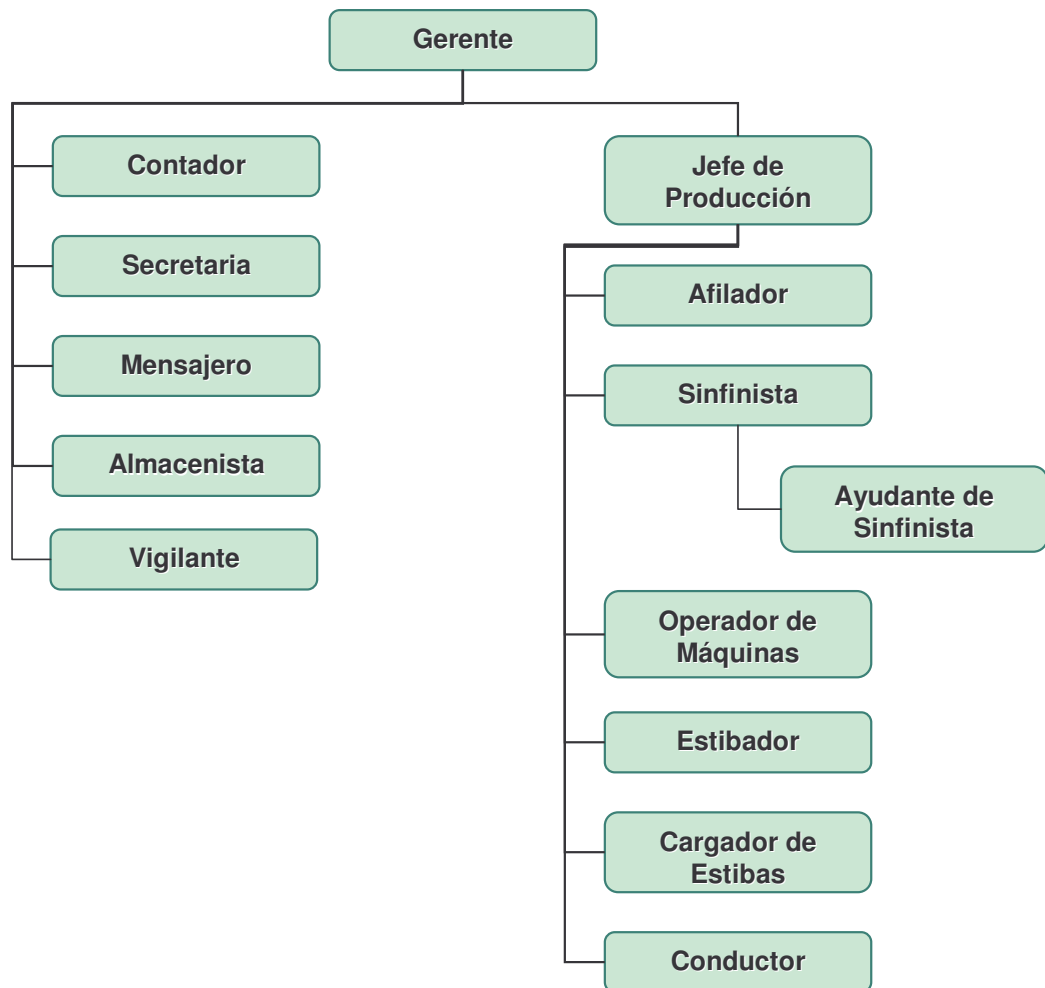 Gerente
Contador
Secretaria
Mensajero
Almacenista
Vigilante
Jefe de
Producción
Afilador
Sinfinista
Ayudante de
Sinfinista
Operador de
Máquinas
Estibador
Cargador de
Estibas
Conductor